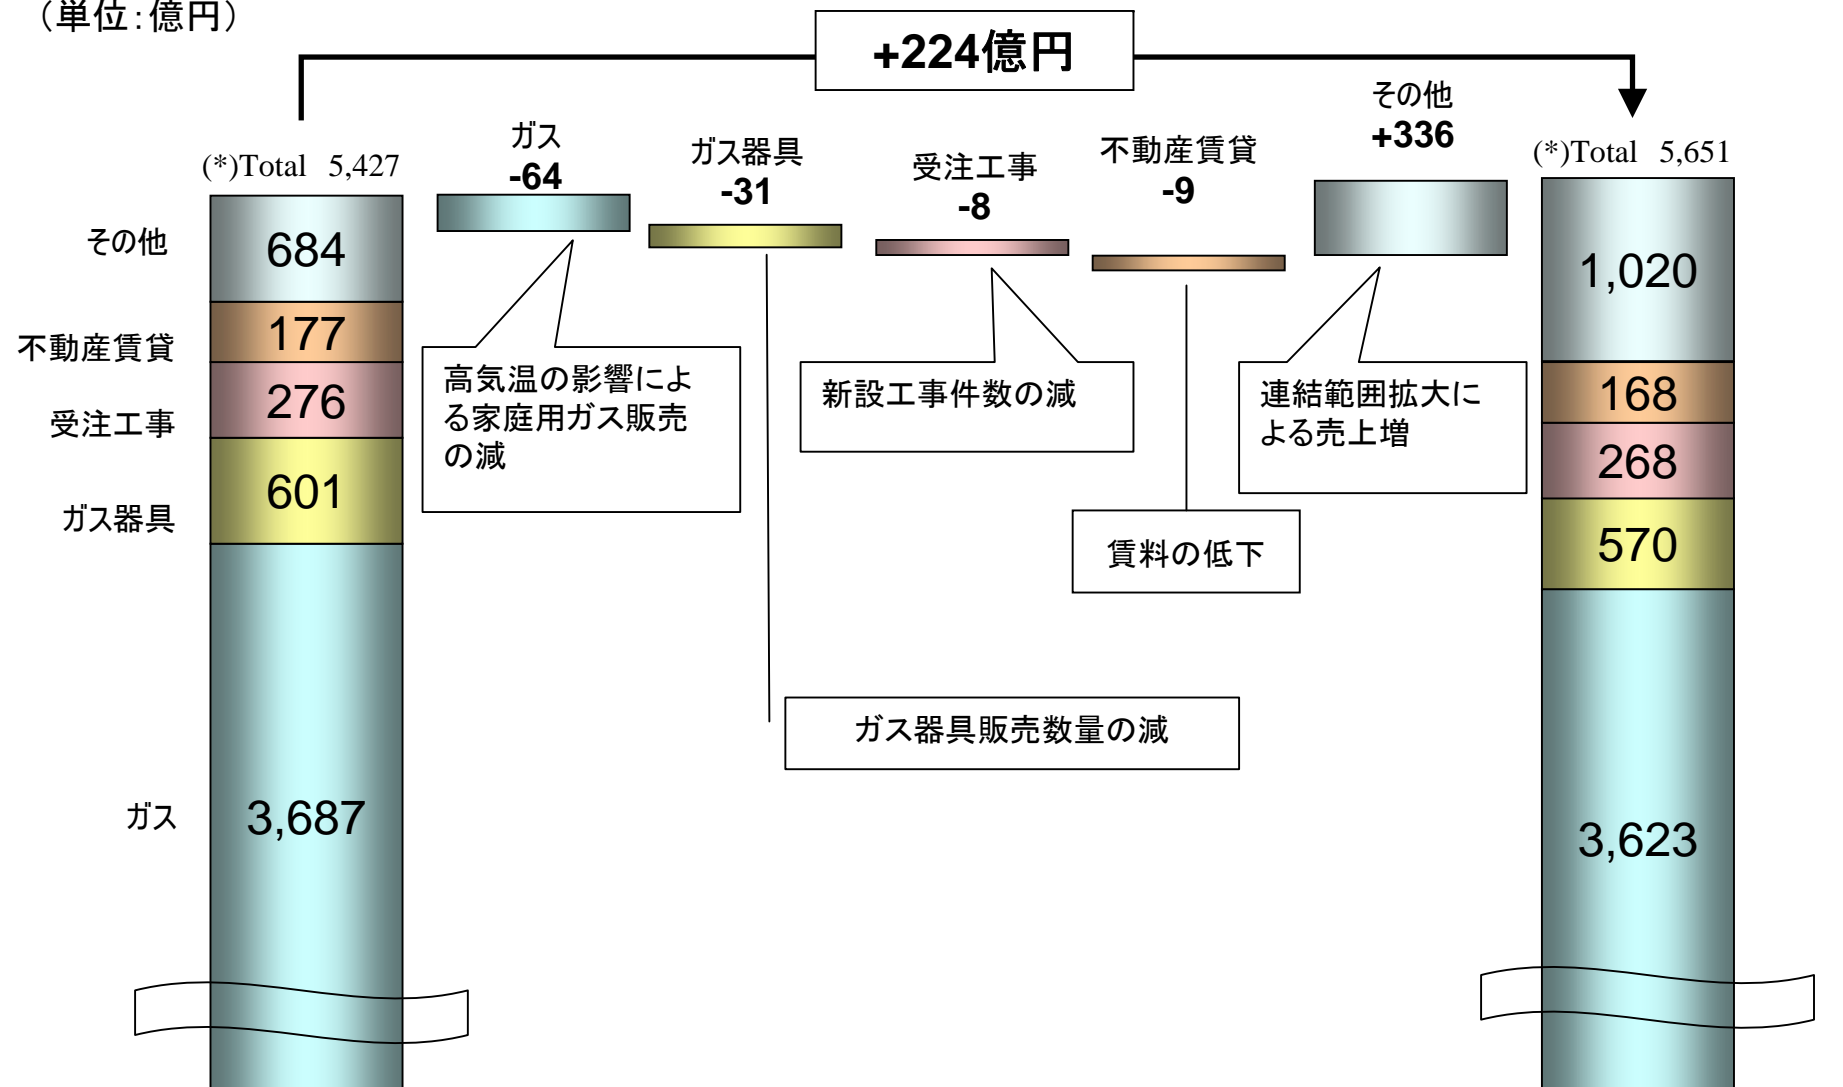 （単位：億円）
+224億円
(*)Total 5,427
ガス
-64
ガス器具
-31
受注工事
-8
不動産賃貸
-9
その他
+336
(*)Total 5,651
その他
684
不動産賃貸
177
受注工事
276
ガス器具
601
ガス
3,687
高気温の影響によ
る家庭用ガス販売
の減
新設工事件数の減
連結範囲拡大に
よる売上増
賃料の低下
ガス器具販売数量の減
1,020
168
268
570
3,623